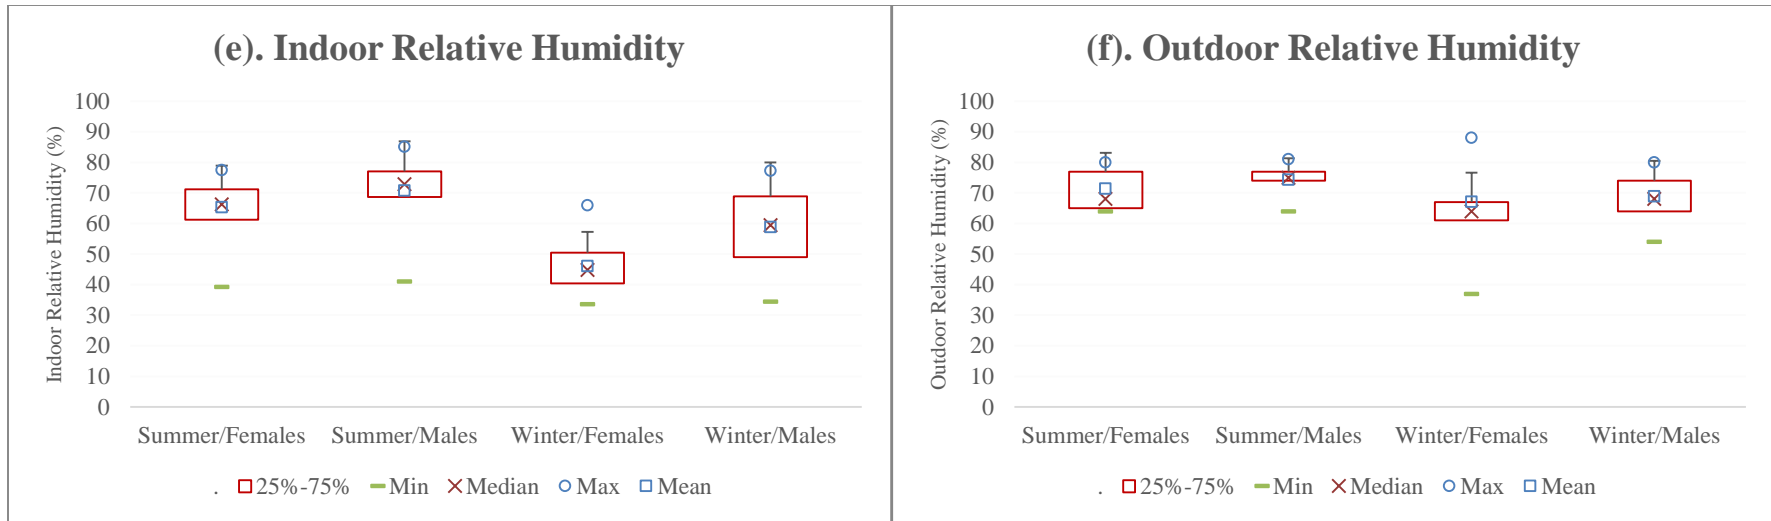 (e). Indoor Relative Humidity
Indoor Relative Humidity (%)
100
90
80
70
60
50
40
30
20
10
0
Summer/Females Summer/Males Winter/Females Winter/Males
. 25%-75% Min Median Max Mean
(f). Outdoor Relative Humidity
Outdoor Relative Humidity (%)
100
90
80
70
60
50
40
30
20
10
0
Summer/Females Summer/Males Winter/Females Winter/Males
. 25%-75% Min Median Max Mean